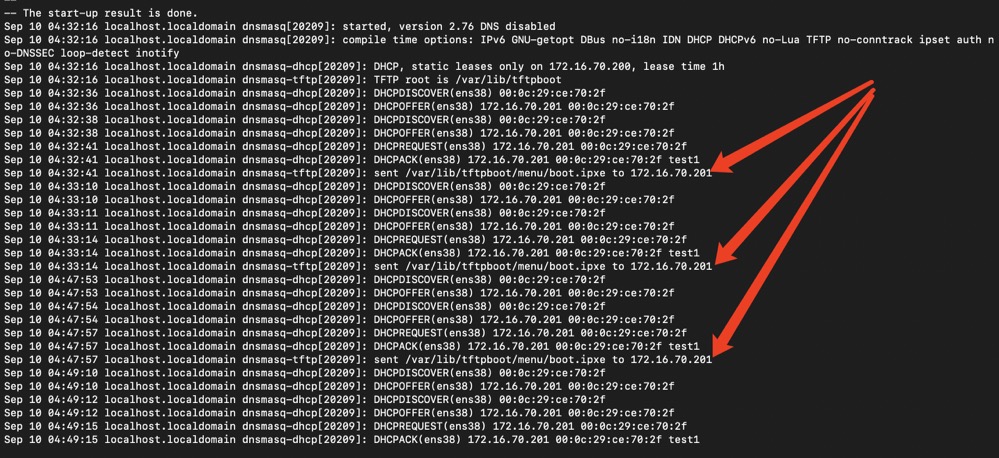 -- The start-up result is done.
Sep 10 04:32:16 localhost.localdomain dnsmasq[20209]: started, version 2.76 DNS disabled
Sep 10 04:32:16 localhost.localdomain dnsmasq[20209]: compile time options: IPv6 GNU-getopt DBus no-i18n IDN DHCP DHCPv6 no-Lua TFTP no-conntrack ipset auth n
o-DNSSEC loop-detect inotify
Sep 10 04:32:16 localhost.localdomain dnsmasq-dhcp[20209]: DHCP, static leases only on 172.16.70.200, lease time 1h
Sep 10 04:32:16 localhost.localdomain dnsmasq-tftp[20209]: TFTP root is /var/lib/tftpboot
Sep 10 04:32:36 localhost.localdomain dnsmasq-dhcp[20209]: DHCPDISCOVER(ens38) 00:0c:29:ce:70:2f
Sep 10 04:32:36 localhost.localdomain dnsmasq-dhcp[20209]: DHCPOFFER(ens38) 172.16.70.201 00:0c:29:ce:70:2f
Sep 10 04:32:38 localhost.localdomain dnsmasq-dhcp[20209]: DHCPDISCOVER(ens38) 00:0c:29:ce:70:2f
Sep 10 04:32:38 localhost.localdomain dnsmasq-dhcp[20209]: DHCPOFFER(ens38) 172.16.70.201 00:0c:29:ce:70:2f
Sep 10 04:32:41 localhost.localdomain dnsmasq-dhcp[20209]: DHCPREQUEST(ens38) 172.16.70.201 00:0c:29:ce:70:2f
Sep 10 04:32:41 localhost.localdomain dnsmasq-dhcp[20209]: DHCPACK(ens38) 172.16.70.201 00:0c:29:ce:70:2f test1
Sep 10 04:32:41 localhost.localdomain dnsmasq-tftp[20209]: sent /var/lib/tftpboot/menu/boot.ipxe to 172.16.70.201
Sep 10 04:33:10 localhost.localdomain dnsmasq-dhcp[20209]: DHCPDISCOVER(ens38) 00:0c:29:ce:70:2f
Sep 10 04:33:10 localhost.localdomain dnsmasq-dhcp[20209]: DHCPOFFER(ens38) 172.16.70.201 00:0c:29:ce:70:2f
Sep 10 04:33:11 localhost.localdomain dnsmasq-dhcp[20209]: DHCPDISCOVER(ens38) 00:0c:29:ce:70:2f
Sep 10 04:33:11 localhost.localdomain dnsmasq-dhcp[20209]: DHCPOFFER(ens38) 172.16.70.201 00:0c:29:ce:70:2f
Sep 10 04:33:14 localhost.localdomain dnsmasq-dhcp[20209]: DHCPREQUEST(ens38) 172.16.70.201 00:0c:29:ce:70:2f
Sep 10 04:33:14 localhost.localdomain dnsmasq-dhcp[20209]: DHCPACK(ens38) 172.16.70.201 00:0c:29:ce:70:2f test1
Sep 10 04:33:14 localhost.localdomain dnsmasq-tftp[20209]: sent /var/lib/tftpboot/menu/boot.ipxe to 172.16.70.201
Sep 10 04:47:53 localhost.localdomain dnsmasq-dhcp[20209]: DHCPDISCOVER(ens38) 00:0c:29:ce:70:2f
Sep 10 04:47:53 localhost.localdomain dnsmasq-dhcp[20209]: DHCPOFFER(ens38) 172.16.70.201 00:0c:29:ce:70:2f
Sep 10 04:47:54 localhost.localdomain dnsmasq-dhcp[20209]: DHCPDISCOVER(ens38) 00:0c:29:ce:70:2f
Sep 10 04:47:54 localhost.localdomain dnsmasq-dhcp[20209]: DHCPOFFER(ens38) 172.16.70.201 00:0c:29:ce:70:2f
Sep 10 04:47:57 localhost.localdomain dnsmasq-dhcp[20209]: DHCPREQUEST(ens38) 172.16.70.201 00:0c:29:ce:70:2f
Sep 10 04:47:57 localhost.localdomain dnsmasq-dhcp[20209]: DHCPACK(ens38) 172.16.70.201 00:0c:29:ce:70:2f test1
Sep 10 04:47:57 localhost.localdomain dnsmasq-tftp[20209]: sent /var/lib/tftpboot/menu/boot.ipxe to 172.16.70.201
Sep 10 04:49:10 localhost.localdomain dnsmasq-dhcp[20209]: DHCPDISCOVER(ens38) 00:0c:29:ce:70:2f
Sep 10 04:49:10 localhost.localdomain dnsmasq-dhcp[20209]: DHCPOFFER(ens38) 172.16.70.201 00:0c:29:ce:70:2f
Sep 10 04:49:12 localhost.localdomain dnsmasq-dhcp[20209]: DHCPDISCOVER(ens38) 00:0c:29:ce:70:2f
Sep 10 04:49:12 localhost.localdomain dnsmasq-dhcp[20209]: DHCPOFFER(ens38) 172.16.70.201 00:0c:29:ce:70:2f
Sep 10 04:49:15 localhost.localdomain dnsmasq-dhcp[20209]: DHCPREQUEST(ens38) 172.16.70.201 00:0c:29:ce:70:2f
Sep 10 04:49:15 localhost.localdomain dnsmasq-dhcp[20209]: DHCPACK(ens38) 172.16.70.201 00:0c:29:ce:70:2f test1